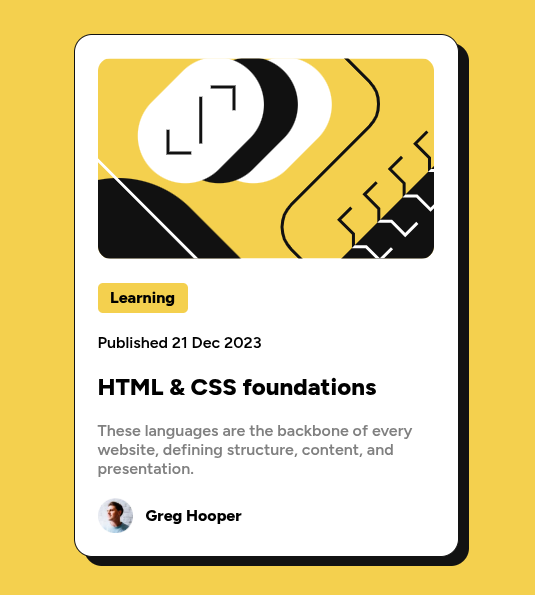 Learning
Published 21 Dec 2023
HTML & CSS foundations
These languages are the backbone of every
website, defining structure, content, and
presentation.
Greg Hooper